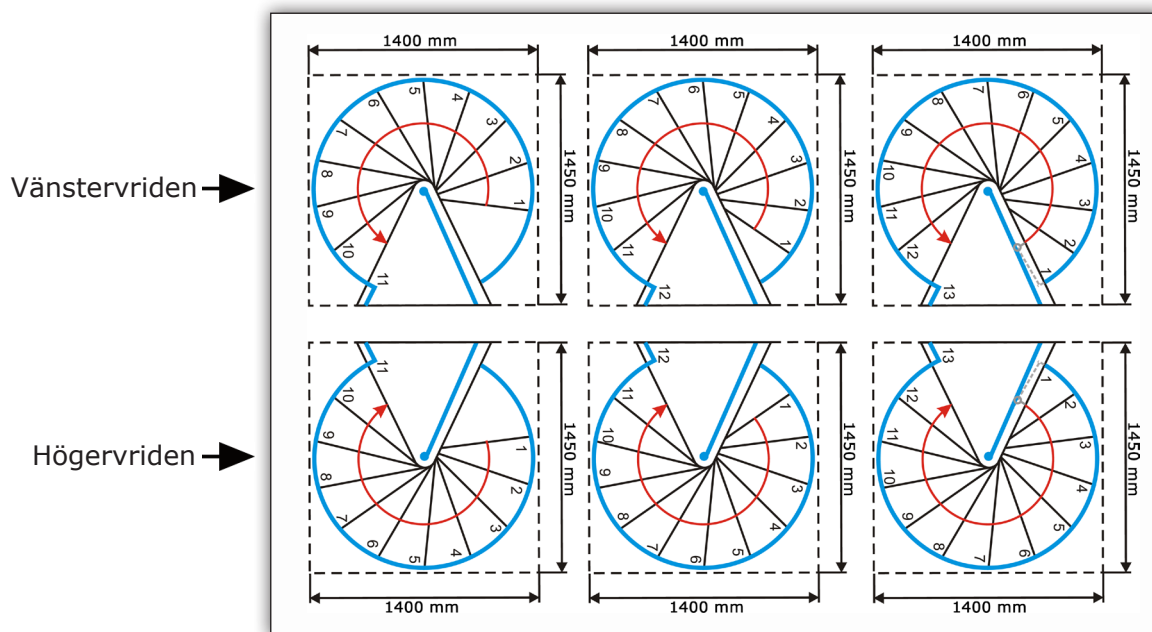 1400 mm 1400 mm 1400 mm
1 2 3 4 5 6 7 8 9 10 11
1450 mm
1 2 3 4 5 6 7 8 9 10 11 12
1450 mm
1 2 3 4 5 6 7 8 9 10 11 12 13
1450 mm
Vänstervriden
1 2 3 4 5 6 7 8 9 10 11
1450 mm
1 2 3 4 5 6 7 8 9 10 11 12
1450 mm
1 2 3 4 5 6 7 8 9 10 11 12 13
1450 mm
Högervriden
1400 mm 1400 mm 1400 mm